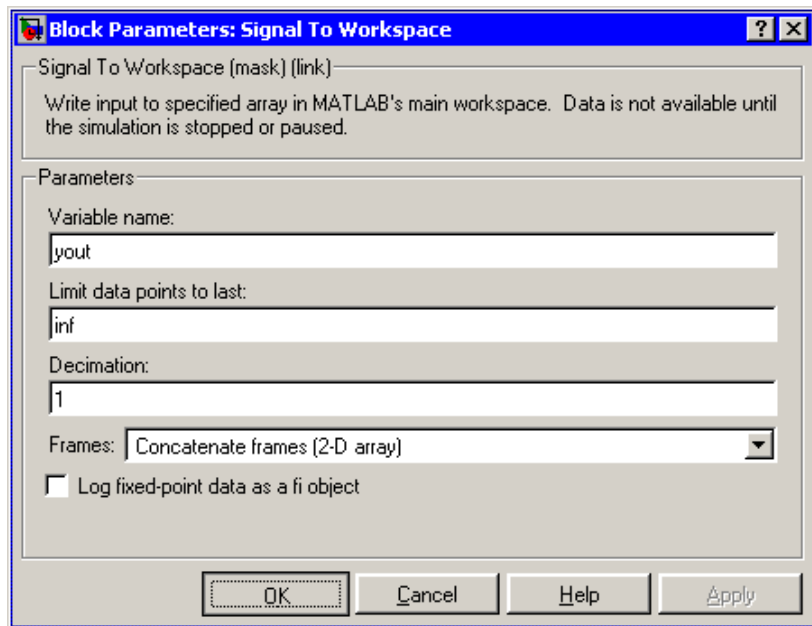 Block Parameters: Signal To Workspace
Signal To Workspace (mask) (link)
Write input to specified array in MATLAB's main workspace.  Data is not available until
the simulation is stopped or paused.
Parameters
Variable name:
yout
Limit data points to last:
inf
Decimation:
1
Frames: Concatenate frames (2-D array)
Log fixed-point data as a fi object
OK Cancel Help Apply